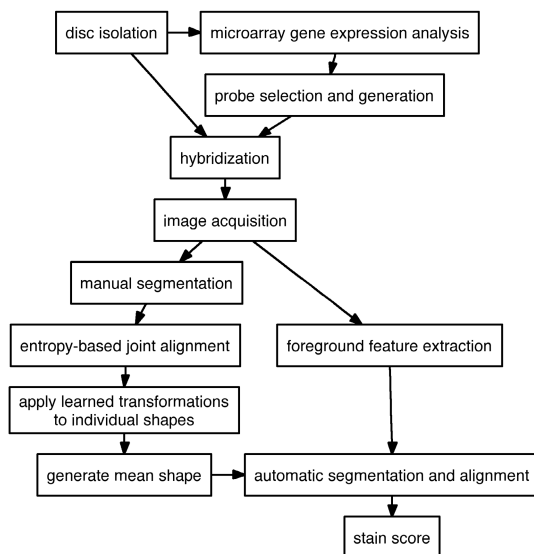 disc isolation
microarray gene expression analysis
probe selection and generation
hybridization
image acquisition
manual segmentation
entropy-based joint alignment
foreground feature extraction
apply learned transformations
to individual shapes
generate mean shape
automatic segmentation and alignment
stain score